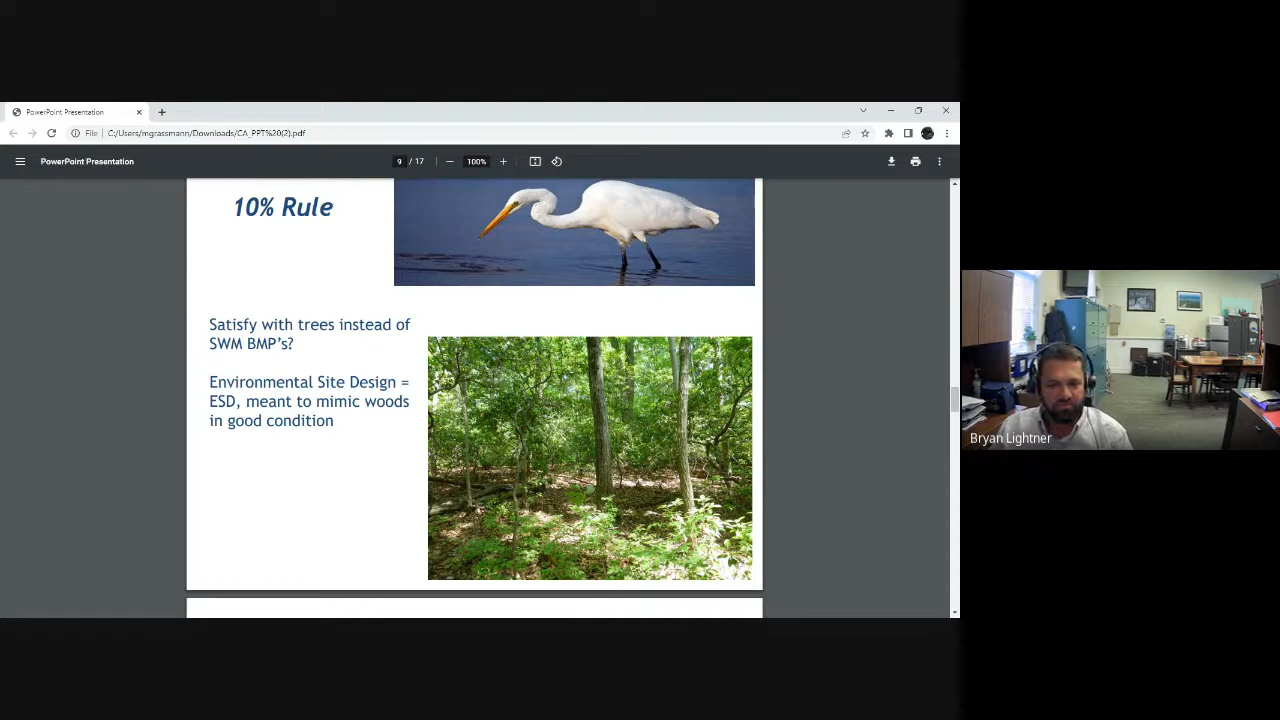 PowerPoint Presentation
File
C:/Users/mgrassmann/Downloads/CA_PPT%20(2).pdf
PowerPoint Presentation
9 / 17
100%
10% Rule
Satisfy with trees instead of
SWM BMP's?
Environmental Site Design =
ESD, meant to mimic woods
in good condition
Bryan Lightner